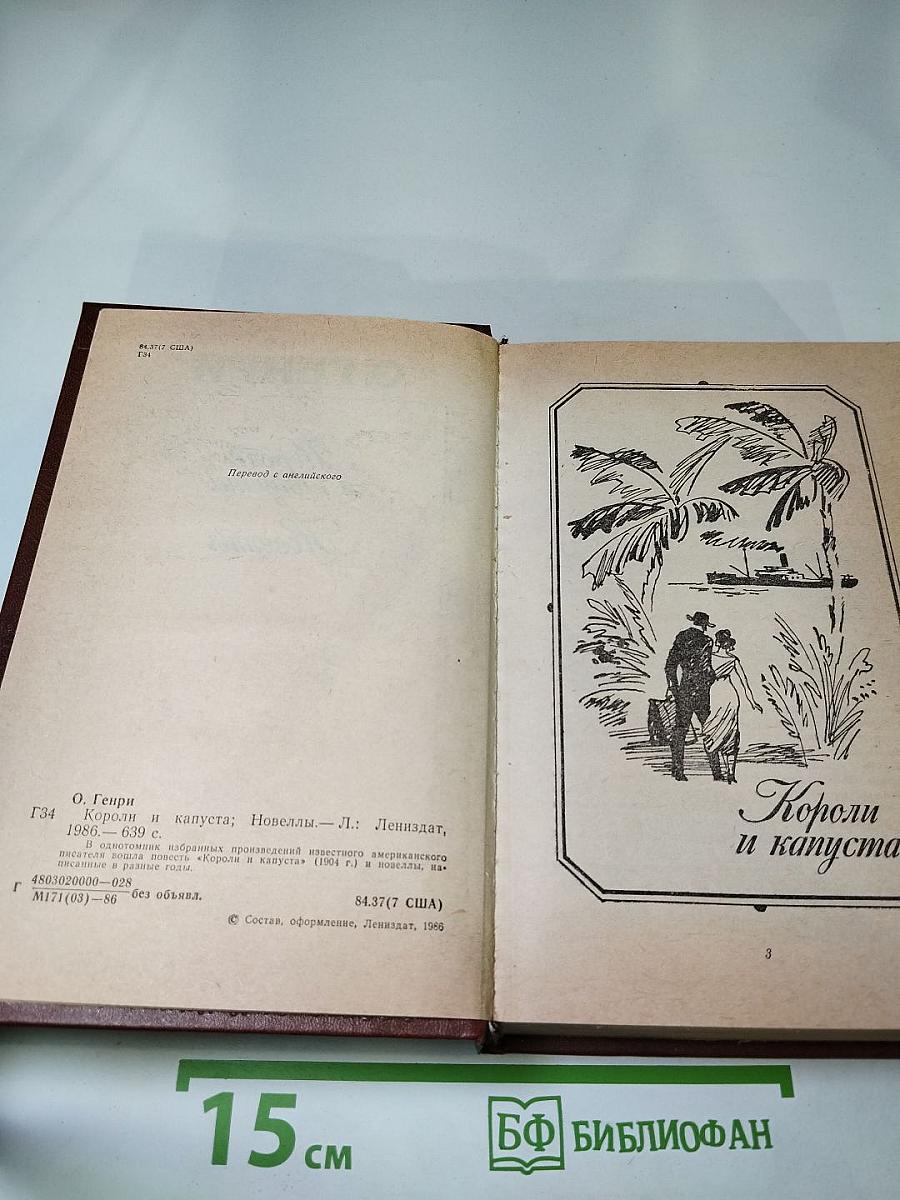 84.37(7 США)
Г34
Перевод с английского
О. Генри
Г34 Короли и капуста; Новеллы.— Л.: Лениздат,
1986.— 639 с.
В однотомник избранных произведений известного американского
писателя вошла повесть «Короли и капуста» (1904 г.) и новеллы, на-
писанные в разные годы.
Г 4803020000—028
М171(03)—86 без объявл.
84.37(7 США)
© Состав, оформление, Лениздат, 1986
Короли
и капуста
3
15 см
БФ БИБЛИОФАН